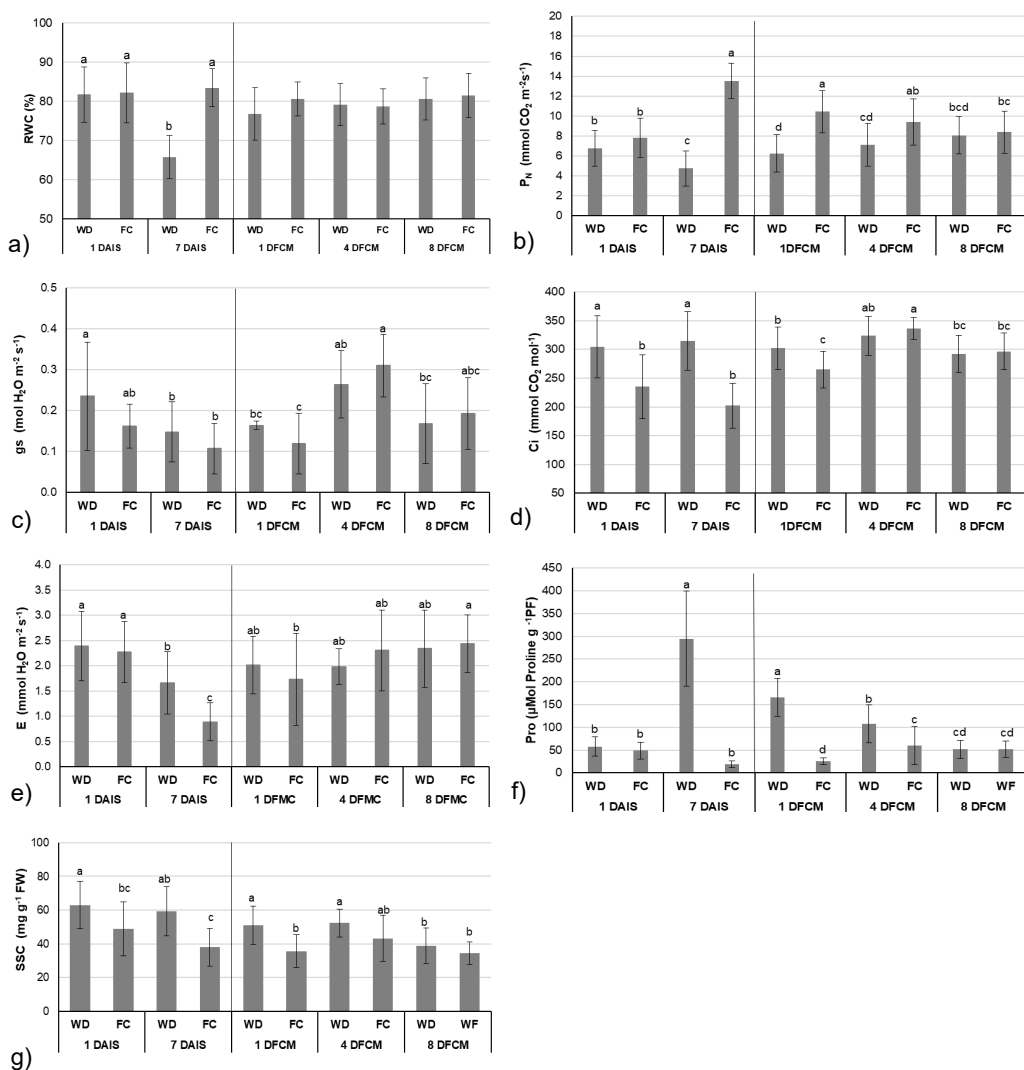 RWC (%)
100
90
80
70
60
50
a
a
b
a
WD
FC
WD
FC
WD
FC
WD
FC
WD
FC
1 DAIS
7 DAIS
1 DFCM
4 DFCM
8 DFCM
a)
P_N (mmol CO₂ m⁻²s⁻¹)
20
18
16
14
12
10
8
6
4
2
0
b
b
c
a
d
a
cd
ab
bcd
bc
WD
FC
WD
FC
WD
FC
WD
FC
WD
FC
1 DAIS
7 DAIS
1DFCM
4 DFCM
8 DFCM
b)
gs (mol H₂O m⁻² s⁻¹)
0.5
0.4
0.3
0.2
0.1
0.0
a
ab
b
b
bc
c
ab
a
bc
abc
WD
FC
WD
FC
WD
FC
WD
FC
WD
FC
1 DAIS
7 DAIS
1 DFCM
4 DFCM
8 DFCM
c)
Ci (mmol CO₂ mol⁻¹)
400
350
300
250
200
150
100
50
a
b
a
b
b
c
ab
a
bc
bc
WD
FC
WD
FC
WD
FC
WD
FC
WD
FC
1 DAIS
7 DAIS
1DFCM
4 DFCM
8 DFCM
d)
E (mmol H₂O m⁻² s⁻¹)
4.0
3.5
3.0
2.5
2.0
1.5
1.0
0.5
0.0
a
a
b
c
ab
b
ab
ab
ab
a
WD
FC
WD
FC
WD
FC
WD
FC
WD
FC
1 DAIS
7 DAIS
1 DFMC
4 DFMC
8 DFMC
e)
Pro (µMol Proline g ⁻¹PF)
450
400
350
300
250
200
150
100
50
0
b
b
a
b
a
d
b
c
cd
cd
WD
FC
WD
FC
WD
FC
WD
FC
WD
WF
1 DAIS
7 DAIS
1 DFCM
4 DFCM
8 DFCM
f)
SSC (mg g⁻¹ FW)
100
80
60
40
20
0
a
bc
ab
c
a
b
a
ab
b
b
WD
FC
WD
FC
WD
FC
WD
FC
WD
WF
1 DAIS
7 DAIS
1 DFCM
4 DFCM
8 DFCM
g)